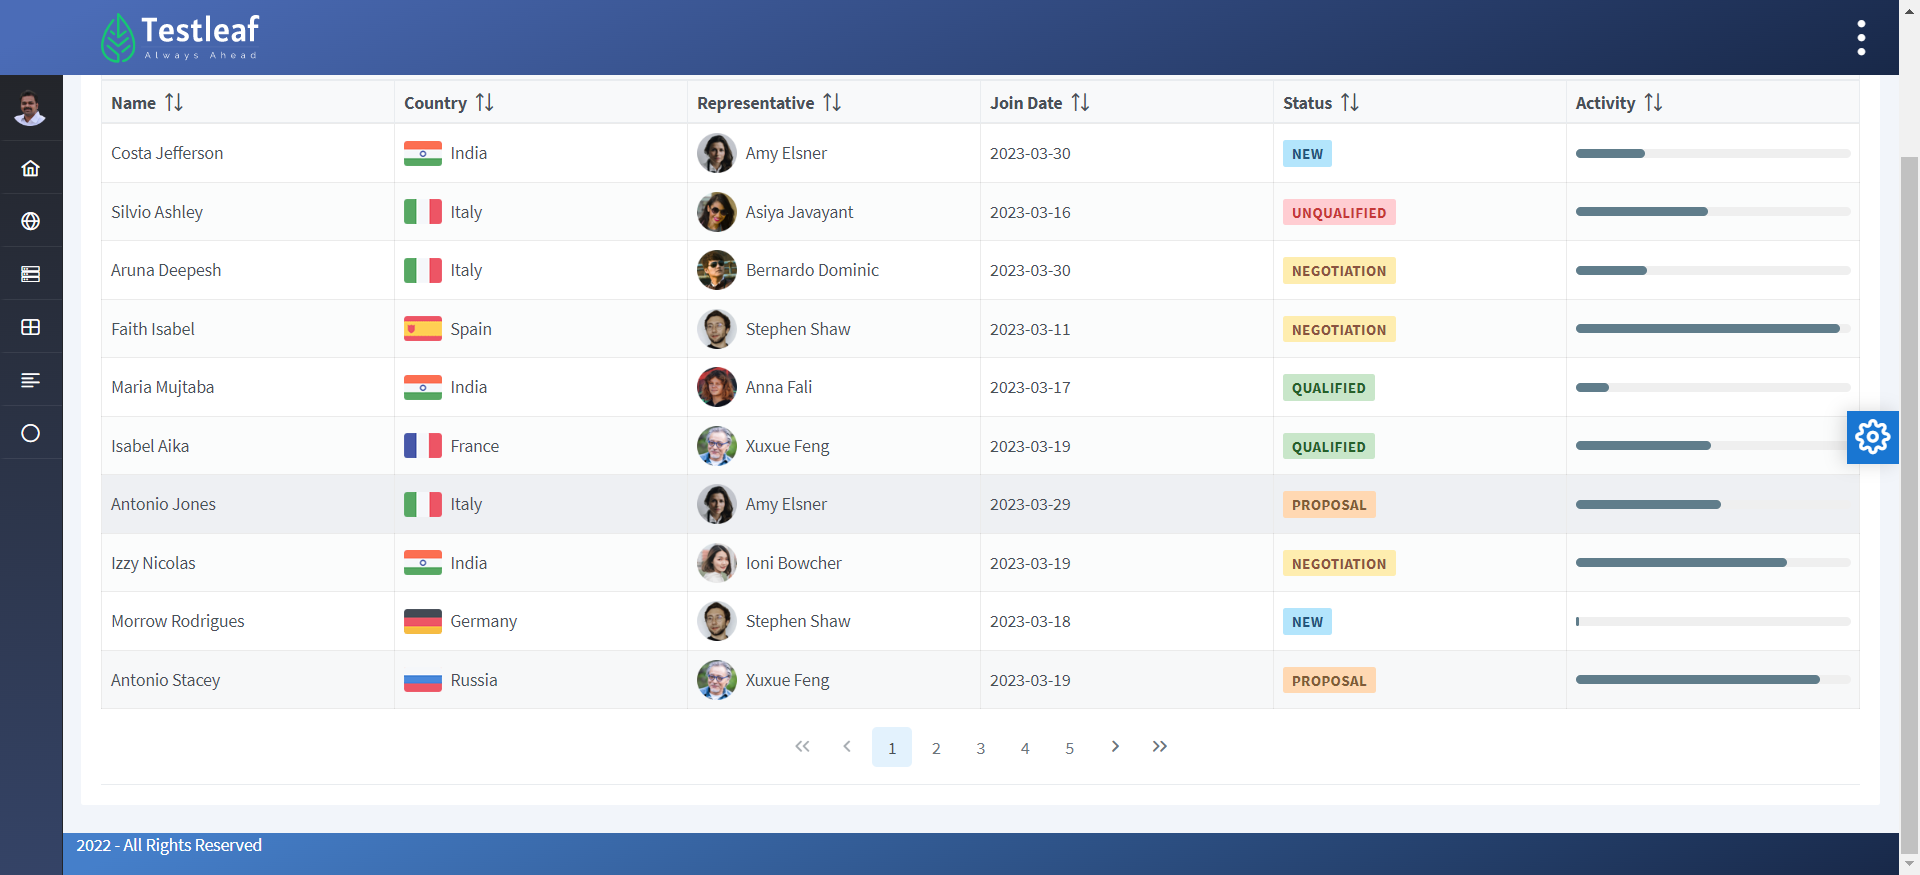 Testleaf
Always Ahead
Name Country Representative Join Date Status Activity
Costa Jefferson India Amy Elsner 2023-03-30 NEW
Silvio Ashley Italy Asiya Javayant 2023-03-16 UNQUALIFIED
Aruna Deepesh Italy Bernardo Dominic 2023-03-30 NEGOTIATION
Faith Isabel Spain Stephen Shaw 2023-03-11 NEGOTIATION
Maria Mujtaba India Anna Fali 2023-03-17 QUALIFIED
Isabel Aika France Xuxue Feng 2023-03-19 QUALIFIED
Antonio Jones Italy Amy Elsner 2023-03-29 PROPOSAL
Izzy Nicolas India Ioni Bowcher 2023-03-19 NEGOTIATION
Morrow Rodrigues Germany Stephen Shaw 2023-03-18 NEW
Antonio Stacey Russia Xuxue Feng 2023-03-19 PROPOSAL
1 2 3 4 5
2022 - All Rights Reserved